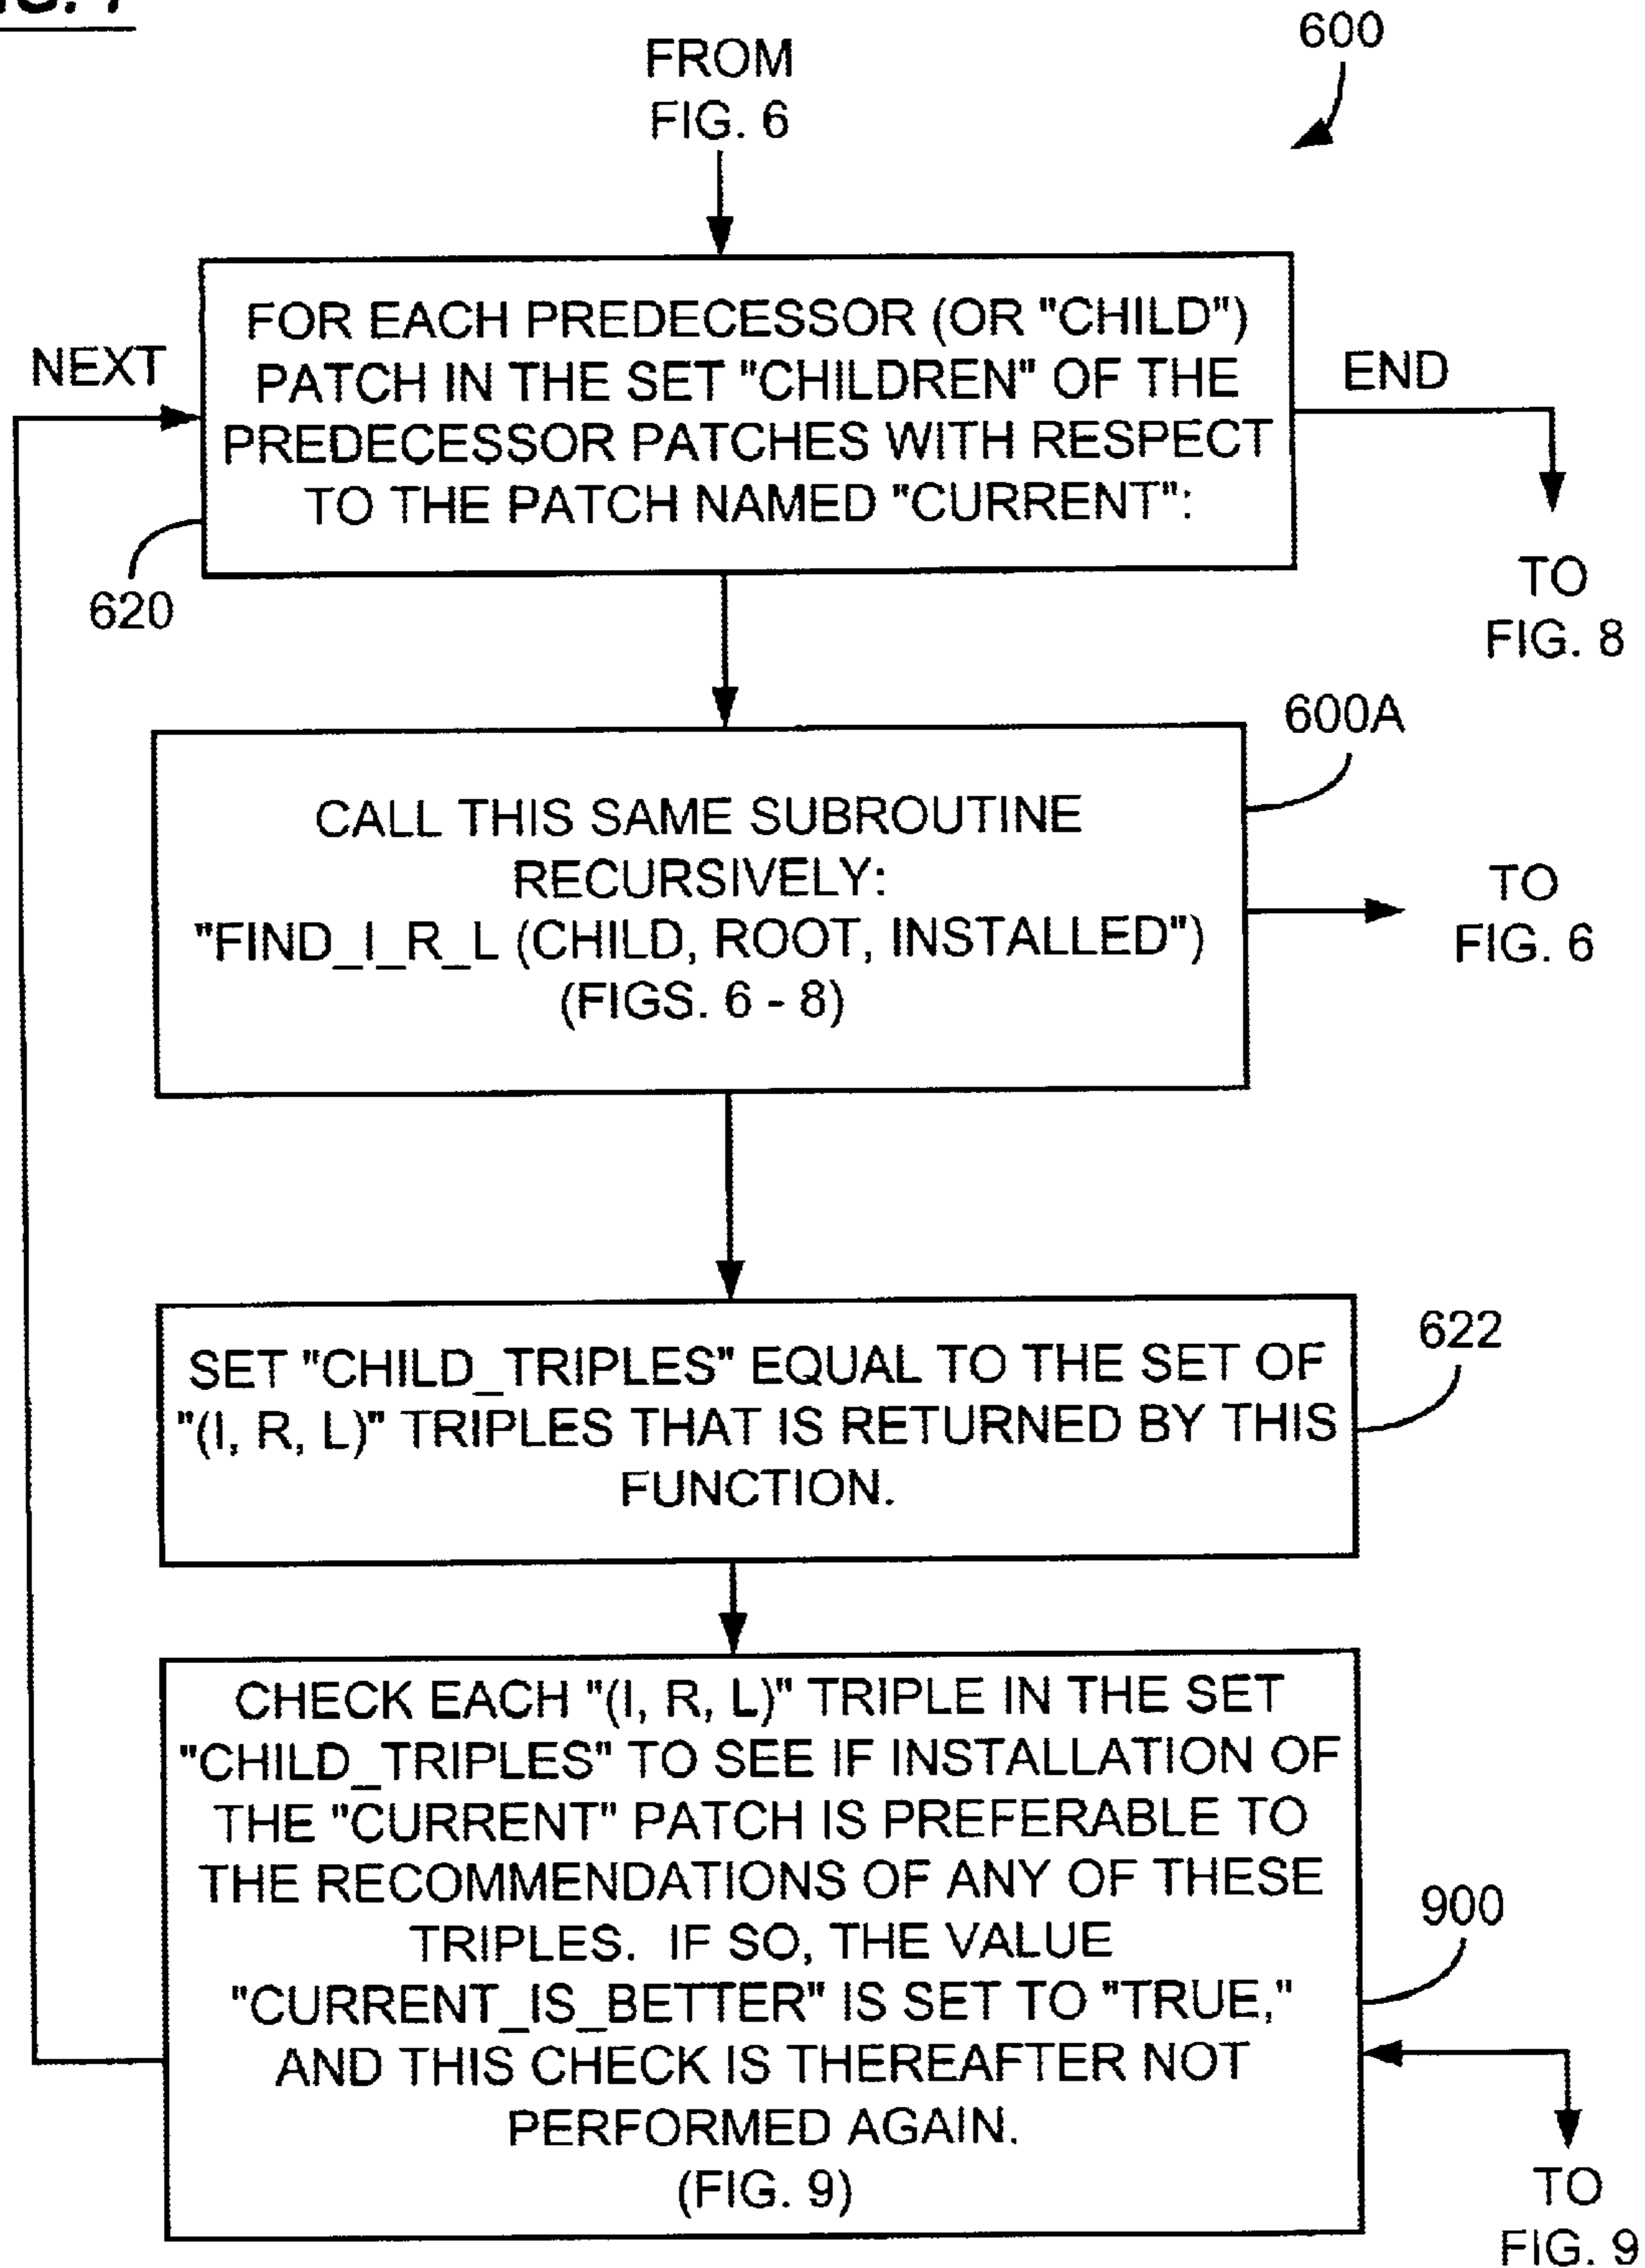 FROM
FIG. 6
600
FOR EACH PREDECESSOR (OR "CHILD")
PATCH IN THE SET "CHILDREN" OF THE
PREDECESSOR PATCHES WITH RESPECT
TO THE PATCH NAMED "CURRENT":
NEXT
END
620
TO
FIG. 8
600A
CALL THIS SAME SUBROUTINE
RECURSIVELY:
"FIND_I_R_L (CHILD, ROOT, INSTALLED")
(FIGS. 6 - 8)
TO
FIG. 6
622
SET "CHILD_TRIPLES" EQUAL TO THE SET OF
"(I, R, L)" TRIPLES THAT IS RETURNED BY THIS
FUNCTION.
CHECK EACH "(I, R, L)" TRIPLE IN THE SET
"CHILD_TRIPLES" TO SEE IF INSTALLATION OF
THE "CURRENT" PATCH IS PREFERABLE TO
THE RECOMMENDATIONS OF ANY OF THESE
TRIPLES. IF SO, THE VALUE
"CURRENT_IS_BETTER" IS SET TO "TRUE,"
AND THIS CHECK IS THEREAFTER NOT
PERFORMED AGAIN.
(FIG. 9)
900
TO
FIG. 9